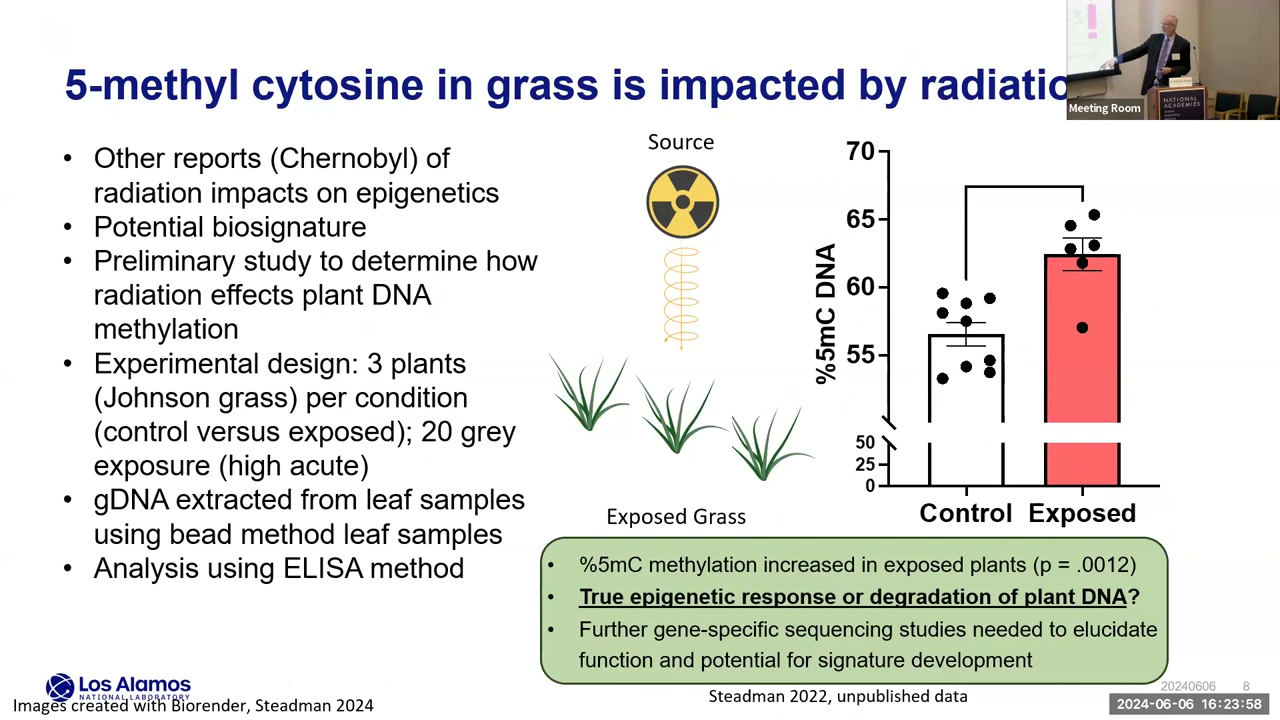 5-methyl cytosine in grass is impacted by radiatio
Meeting Room
NATIONAL
ACADEMIES
• Other reports (Chernobyl) of
radiation impacts on epigenetics
• Potential biosignature
• Preliminary study to determine how
radiation effects plant DNA
methylation
• Experimental design: 3 plants
(Johnson grass) per condition
(control versus exposed); 20 grey
exposure (high acute)
• gDNA extracted from leaf samples
using bead method leaf samples
• Analysis using ELISA method
Source
Exposed Grass
%5mC DNA
70
65
60
55
50
25
0
Control Exposed
• %5mC methylation increased in exposed plants (p = .0012)
• True epigenetic response or degradation of plant DNA?
• Further gene-specific sequencing studies needed to elucidate
function and potential for signature development
Los Alamos
NATIONAL LABORATORY
Images created with Biorender, Steadman 2024
Steadman 2022, unpublished data
20240606 8
2024-06-06 16:23:58